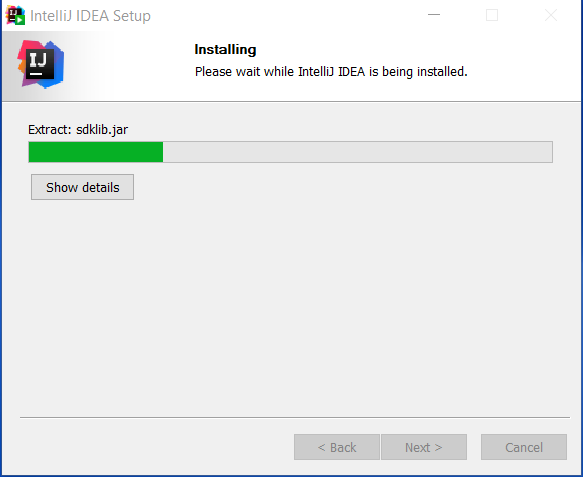 IntelliJ IDEA Setup
IJ
Installing
Please wait while IntelliJ IDEA is being installed.
Extract: sdklib.jar
Show details
< Back
Next >
Cancel